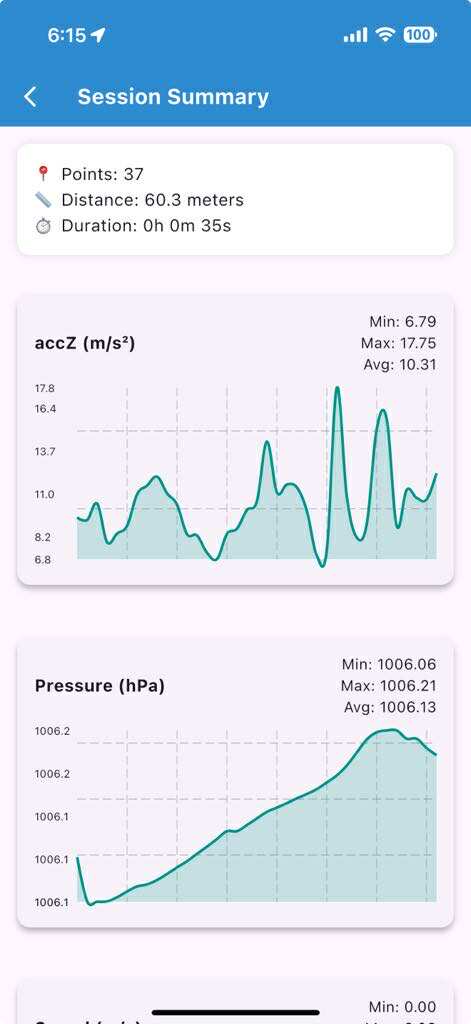 6:15
100
Session Summary
Points: 37
Distance: 60.3 meters
Duration: 0h 0m 35s
accZ (m/s²)
Min: 6.79
Max: 17.75
Avg: 10.31
17.8
16.4
13.7
11.0
8.2
6.8
Pressure (hPa)
Min: 1006.06
Max: 1006.21
Avg: 1006.13
1006.2
1006.2
1006.1
1006.1
1006.1
Min: 0.00